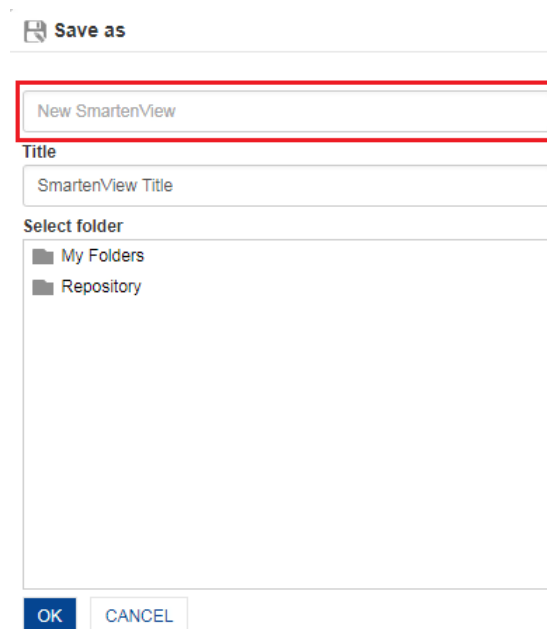 Save as
New SmartenView
Title
SmartenView Title
Select folder
My Folders
Repository
OK CANCEL